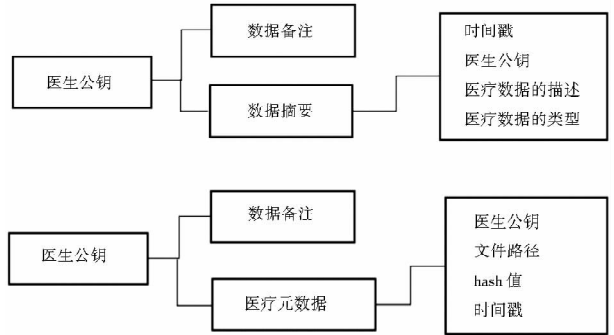 数据备注
医生公钥
数据摘要
时间戳
医生公钥
医疗数据的描述
医疗数据的类型
数据备注
医生公钥
医疗元数据
医生公钥
文件路径
hash 值
时间戳